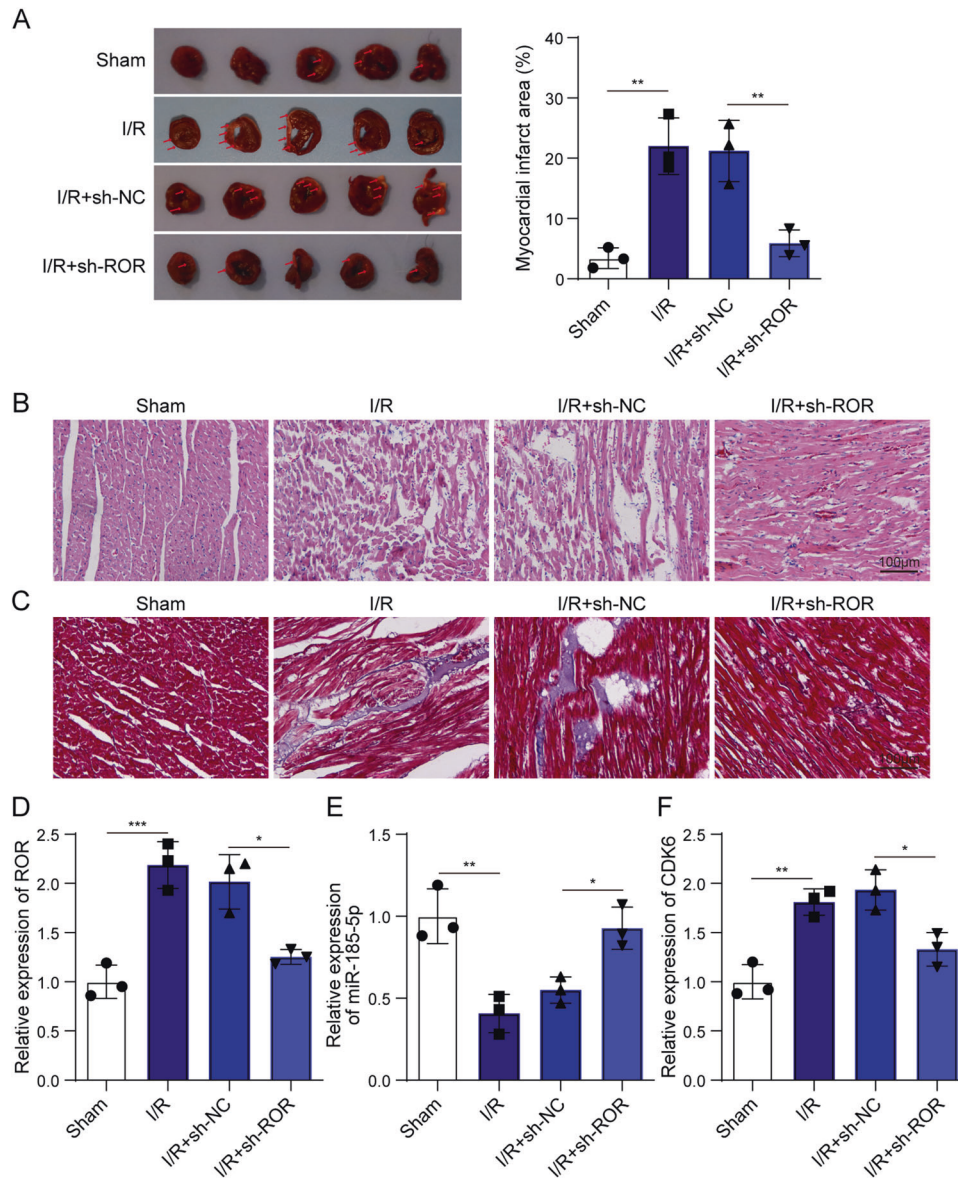 A
Sham
I/R
I/R+sh-NC
I/R+sh-ROR
Myocardial infarct area (%)
40
30
20
10
0
**
**
Sham
I/R
I/R+sh-NC
I/R+sh-ROR
B
Sham
I/R
I/R+sh-NC
I/R+sh-ROR
100μm
C
Sham
I/R
I/R+sh-NC
I/R+sh-ROR
100μm
D
Relative expression of ROR
2.5
2.0
1.5
1.0
0.5
0.0
***
*
Sham
I/R
I/R+sh-NC
I/R+sh-ROR
E
Relative expression
of miR-185-5p
1.5
1.0
0.5
0.0
**
*
Sham
I/R
I/R+sh-NC
I/R+sh-ROR
F
Relative expression of CDK6
2.5
2.0
1.5
1.0
0.5
0.0
**
*
Sham
I/R
I/R+sh-NC
I/R+sh-ROR